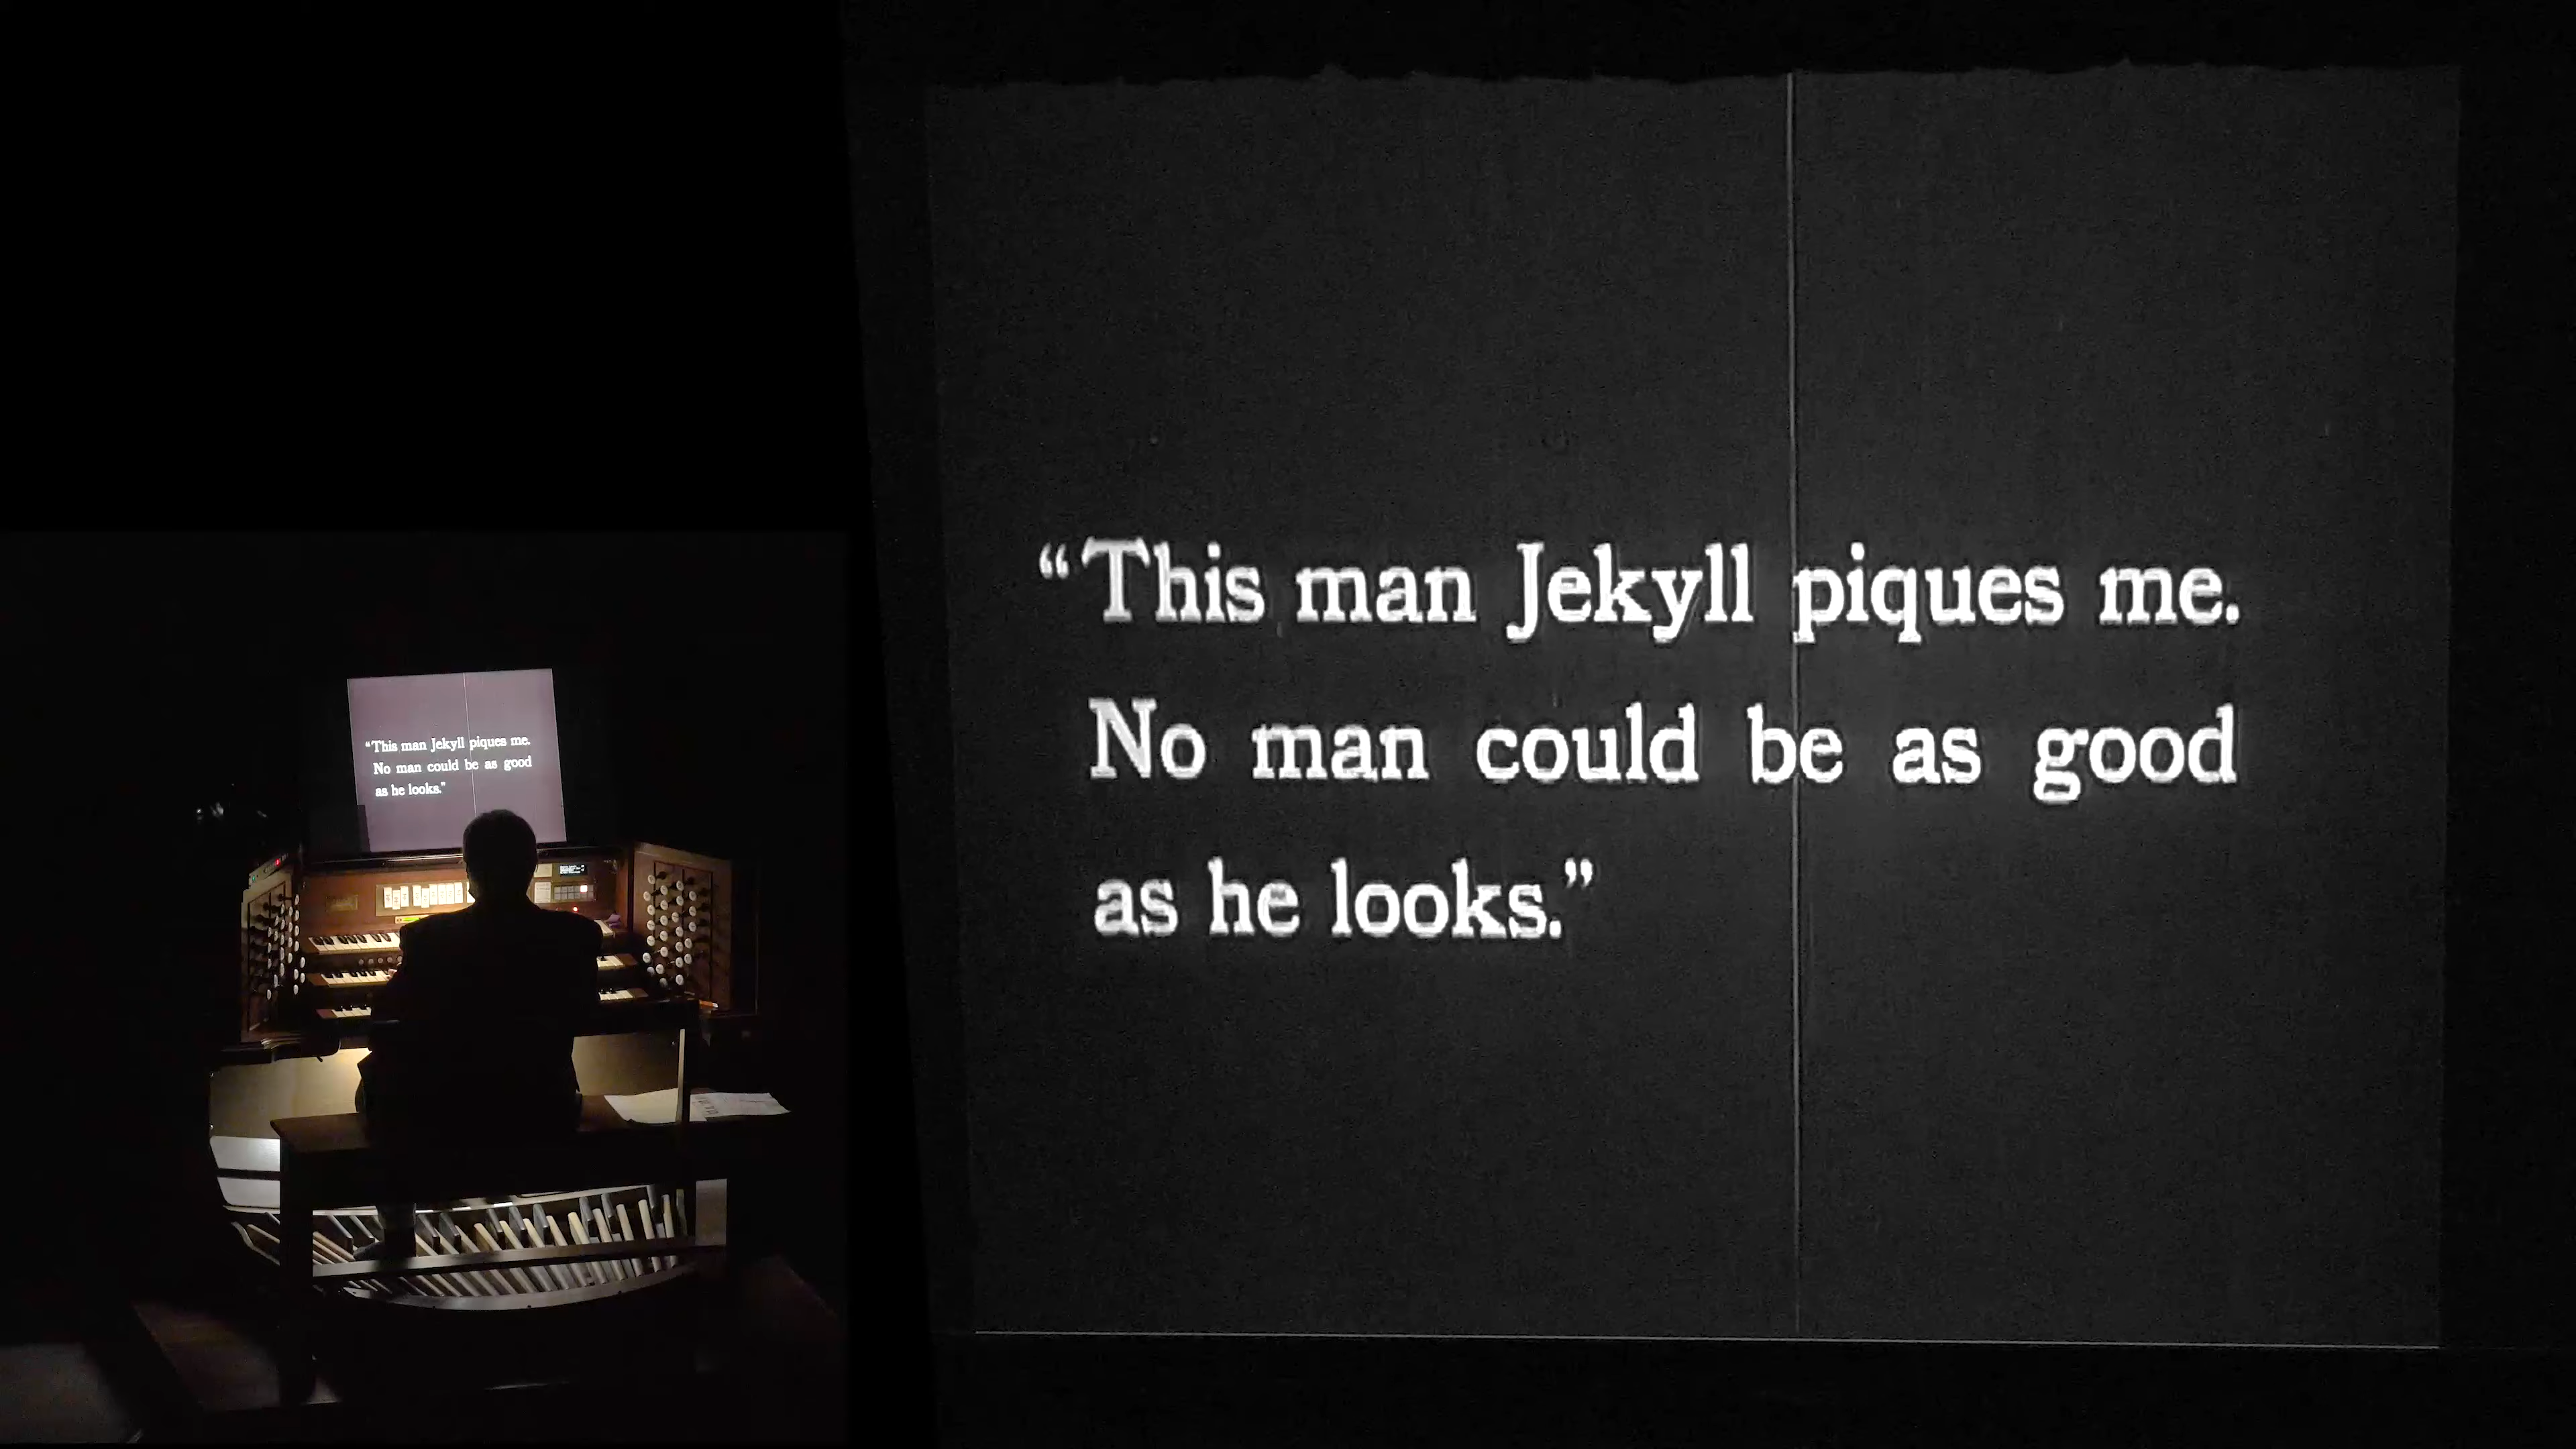 “This man Jekyll piques me.
No man could be as good
as he looks.”
“This man Jekyll piques me.
No man could be as good
as he looks.”